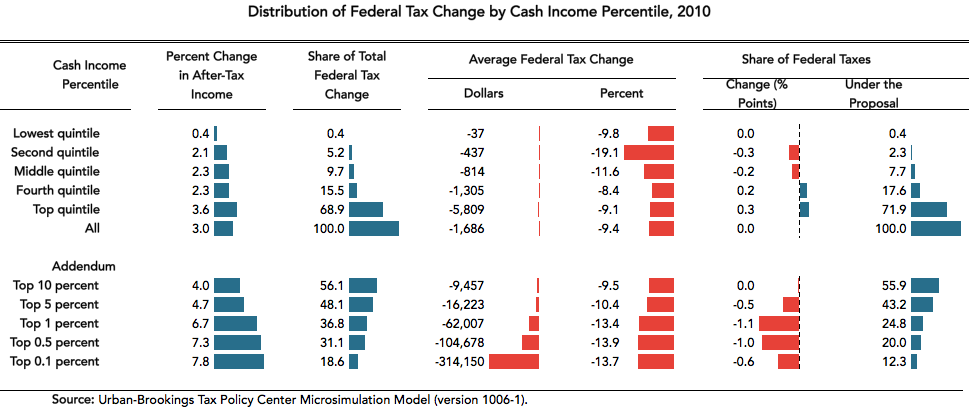 Distribution of Federal Tax Change by Cash Income Percentile, 2010
Cash Income Percentile
Percent Change in After-Tax Income
Share of Total Federal Tax Change
Average Federal Tax Change
Share of Federal Taxes
Dollars
Percent
Change (% Points)
Under the Proposal
Lowest quintile 0.4 0.4 -37 -9.8 0.0 0.4
Second quintile 2.1 5.2 -437 -19.1 -0.3 2.3
Middle quintile 2.3 9.7 -814 -11.6 -0.2 7.7
Fourth quintile 2.3 15.5 -1,305 -8.4 0.2 17.6
Top quintile 3.6 68.9 -5,809 -9.1 0.3 71.9
All 3.0 100.0 -1,686 -9.4 0.0 100.0
Addendum
Top 10 percent 4.0 56.1 -9,457 -9.5 0.0 55.9
Top 5 percent 4.7 48.1 -16,223 -10.4 -0.5 43.2
Top 1 percent 6.7 36.8 -62,007 -13.4 -1.1 24.8
Top 0.5 percent 7.3 31.1 -104,678 -13.9 -1.0 20.0
Top 0.1 percent 7.8 18.6 -314,150 -13.7 -0.6 12.3
Source: Urban-Brookings Tax Policy Center Microsimulation Model (version 1006-1).